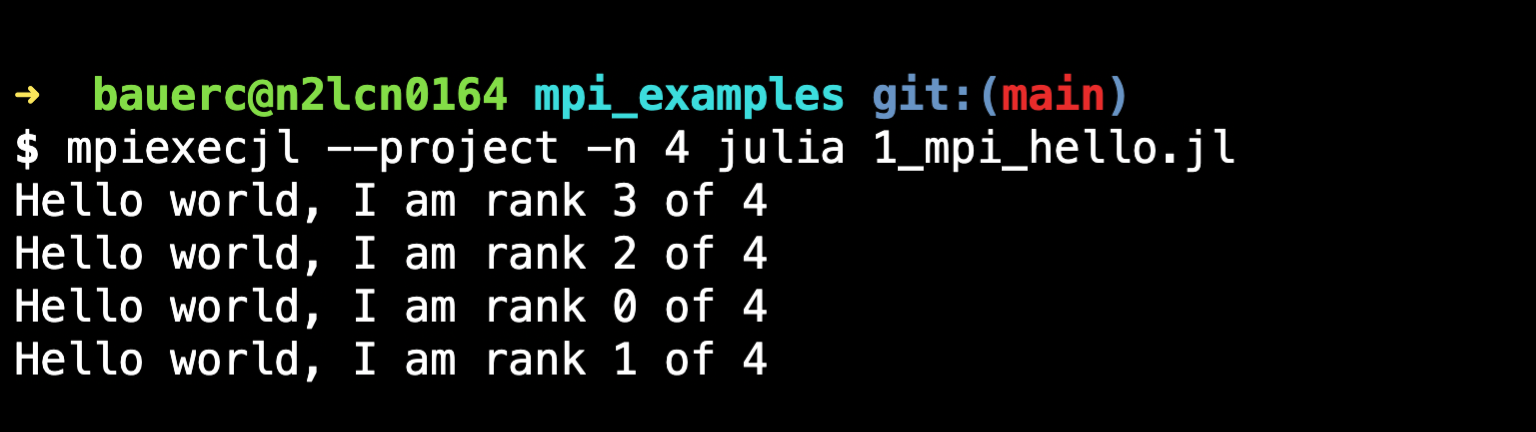 ➜  bauerc@n2lcn0164 mpi_examples git:(main)
$ mpiexecjl --project -n 4 julia 1_mpi_hello.jl
Hello world, I am rank 3 of 4
Hello world, I am rank 2 of 4
Hello world, I am rank 0 of 4
Hello world, I am rank 1 of 4